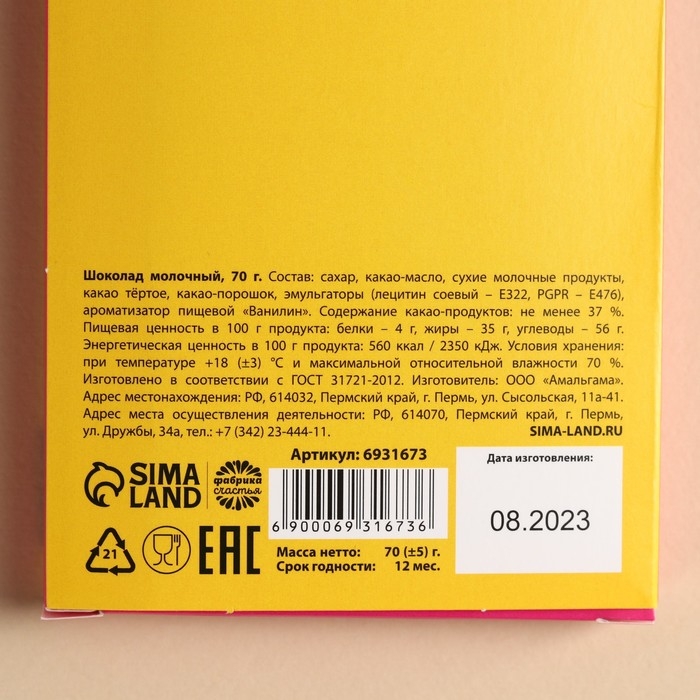 Шоколад молочный, 70 г. Состав: сахар, какао-масло, сухие молочные продукты,
какао тёртое, какао-порошок, эмульгаторы (лецитин соевый – Е322, PGPR – Е476),
ароматизатор пищевой «Ванилин». Содержание какао-продуктов: не менее 37 %.
Пищевая ценность в 100 г продукта: белки – 4 г, жиры – 35 г, углеводы – 56 г.
Энергетическая ценность в 100 г продукта: 560 ккал / 2350 кДж. Условия хранения:
при температуре +18 (±3) °С и максимальной относительной влажности 70 %.
Изготовлено в соответствии с ГОСТ 31721-2012. Изготовитель: ООО «Амальгама».
Адрес местонахождения: РФ, 614032, Пермский край, г. Пермь, ул. Сысольская, 11а-41.
Адрес места осуществления деятельности: РФ, 614070, Пермский край, г. Пермь,
ул. Дружбы, 34а, тел.: +7 (342) 23-444-11. SIMA-LAND.RU
Артикул: 6931673
SIMA
LAND
фабрика
счастья
6 900069 316736
Дата изготовления:
08.2023
21
ЕАС
Масса нетто: 70 (±5) г.
Срок годности: 12 мес.